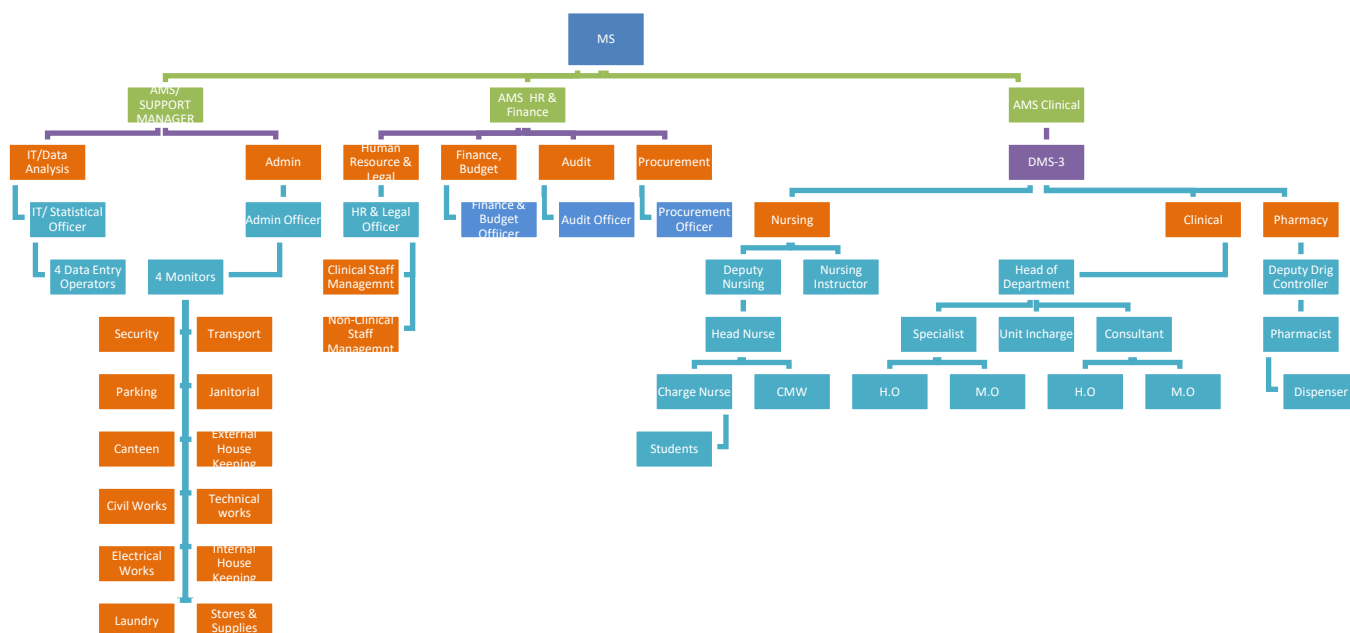 MS
AMS/
SUPPORT
MANAGER
AMS HR &
Finance
AMS Clinical
IT/Data
Analysis
Admin
Human
Resource &
Legal
Finance,
Budget
Audit
Procurement
DMS-3
IT/ Statistical
Officer
Admin Officer
HR & Legal
Officer
Finance &
Budget
Offiicer
Audit Officer
Procurement
Officer
Nursing
Clinical
Pharmacy
4 Data Entry
Operators
4 Monitors
Clinical Staff
Managemnt
Deputy
Nursing
Nursing
Instructor
Head of
Department
Deputy Drig
Controller
Security
Transport
Non-Clinical
Staff
Managemnt
Head Nurse
Specialist
Unit Incharge
Consultant
Pharmacist
Parking
Janitorial
Charge Nurse
CMW
H.O
M.O
H.O
M.O
Dispenser
Canteen
External
House
Keeping
Students
Civil Works
Technical
works
Electrical
Works
Internal
House
Keeping
Laundry
Stores &
Supplies